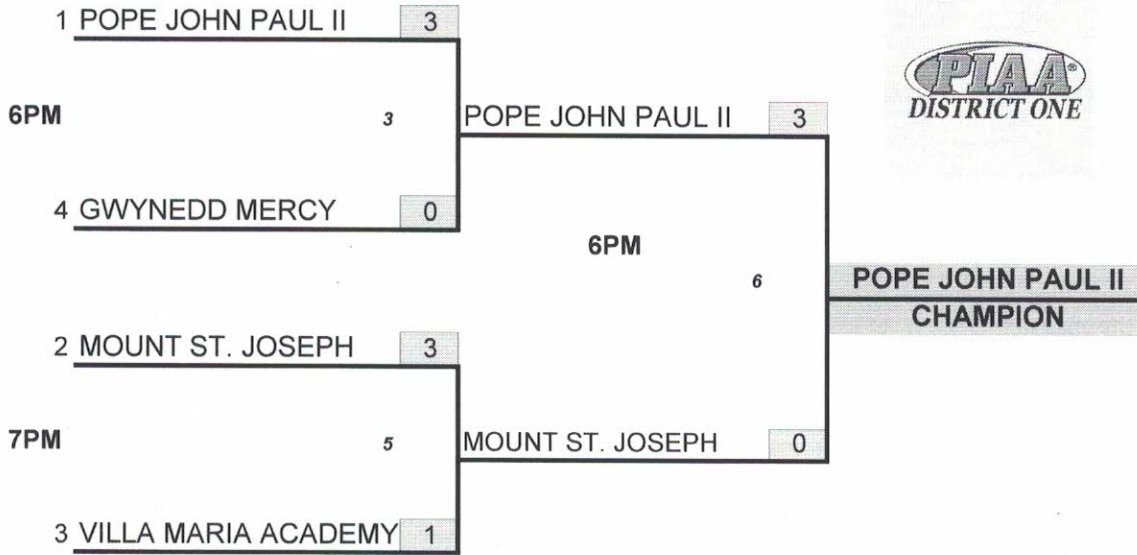 1 POPE JOHN PAUL II 3
PIAA®
DISTRICT ONE
6PM
3
POPE JOHN PAUL II 3
4 GWYNEDD MERCY 0
6PM
6
POPE JOHN PAUL II
CHAMPION
2 MOUNT ST. JOSEPH 3
7PM
5
MOUNT ST. JOSEPH 0
3 VILLA MARIA ACADEMY 1